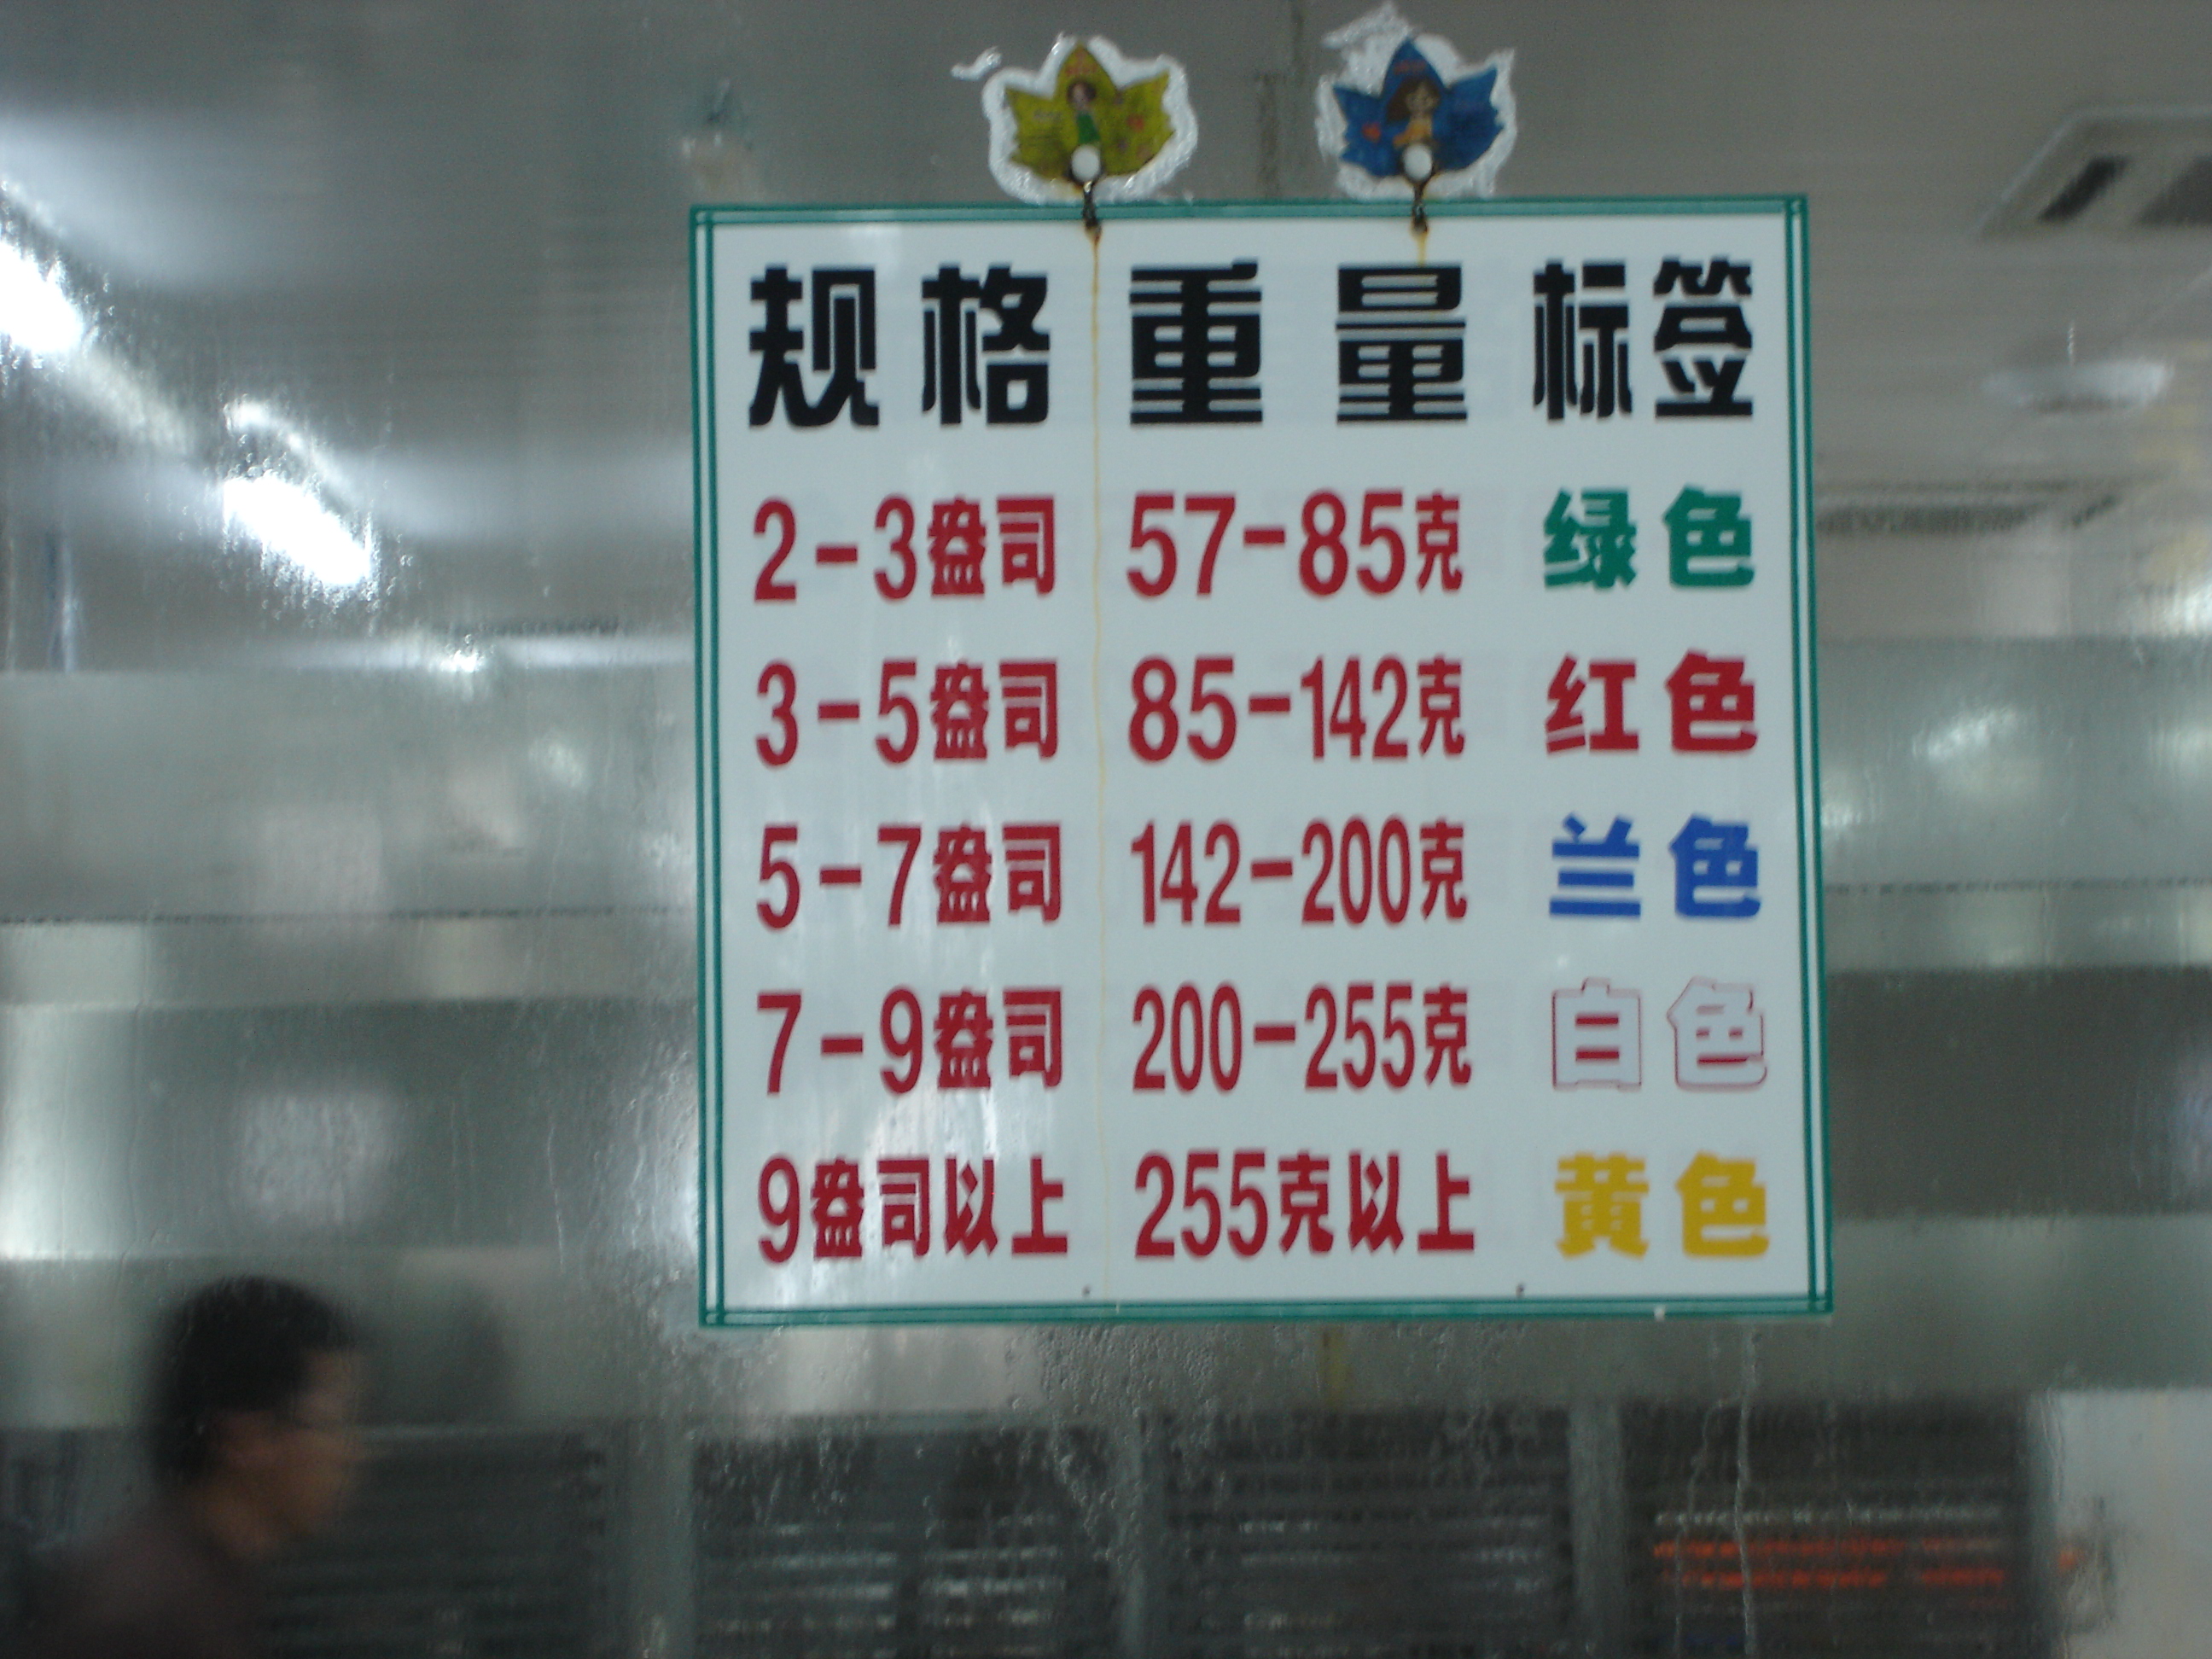 规格 重量 标签
2-3盎司 57-85克 绿色
3-5盎司 85-142克 红色
5-7盎司 142-200克 兰色
7-9盎司 200-255克 白色
9盎司以上 255克以上 黄色